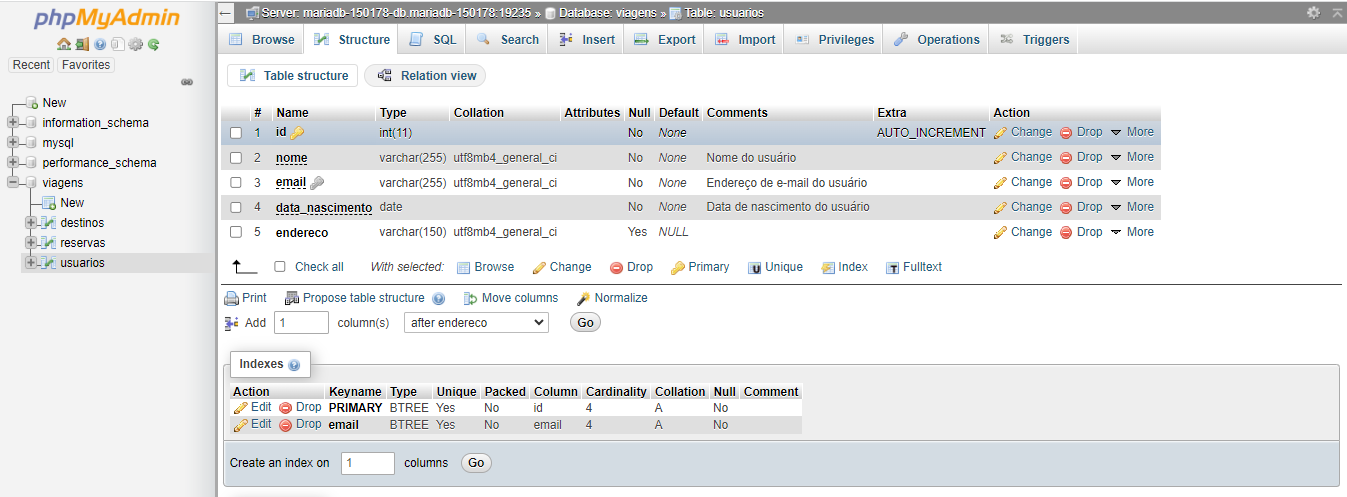 phpMyAdmin
Recent Favorites
New
information_schema
mysql
performance_schema
viagens
New
destinos
reservas
usuarios
Server: mariadb-150178-db.mariadb-150178:19235 » Database: viagens » Table: usuarios
Browse Structure SQL Search Insert Export Import Privileges Operations Triggers
Table structure Relation view
# Name Type Collation Attributes Null Default Comments Extra Action
1 id int(11) No None AUTO_INCREMENT Change Drop More
2 nome varchar(255) utf8mb4_general_ci No None Nome do usuário Change Drop More
3 email varchar(255) utf8mb4_general_ci No None Endereço de e-mail do usuário Change Drop More
4 data_nascimento date No None Data de nascimento do usuário Change Drop More
5 endereco varchar(150) utf8mb4_general_ci Yes NULL Change Drop More
Check all With selected: Browse Change Drop Primary Unique Index Fulltext
Print Propose table structure Move columns Normalize
Add 1 column(s) after endereco Go
Indexes
Action Keyname Type Unique Packed Column Cardinality Collation Null Comment
Edit Drop PRIMARY BTREE Yes No id 4 A No
Edit Drop email BTREE Yes No email 4 A No
Create an index on 1 columns Go